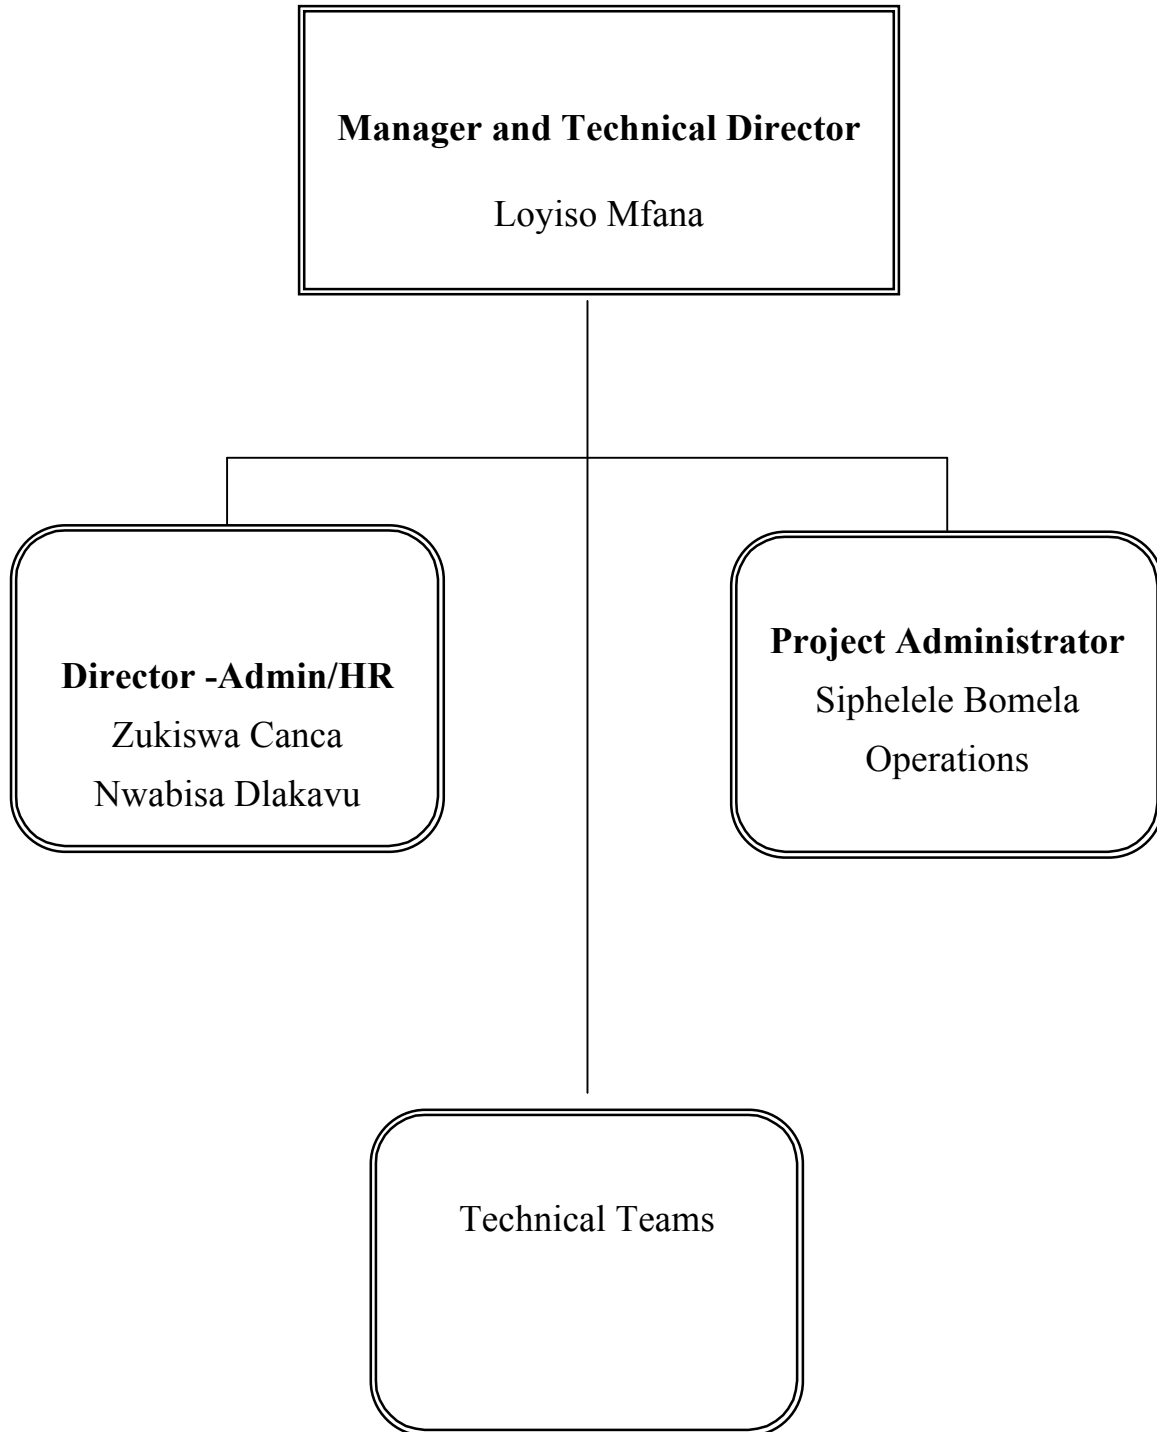 Manager and Technical Director
Loyiso Mfana
Director -Admin/HR
Zukiswa Canca
Nwabisa Dlakavu
Project Administrator
Siphelele Bomela
Operations
Technical Teams